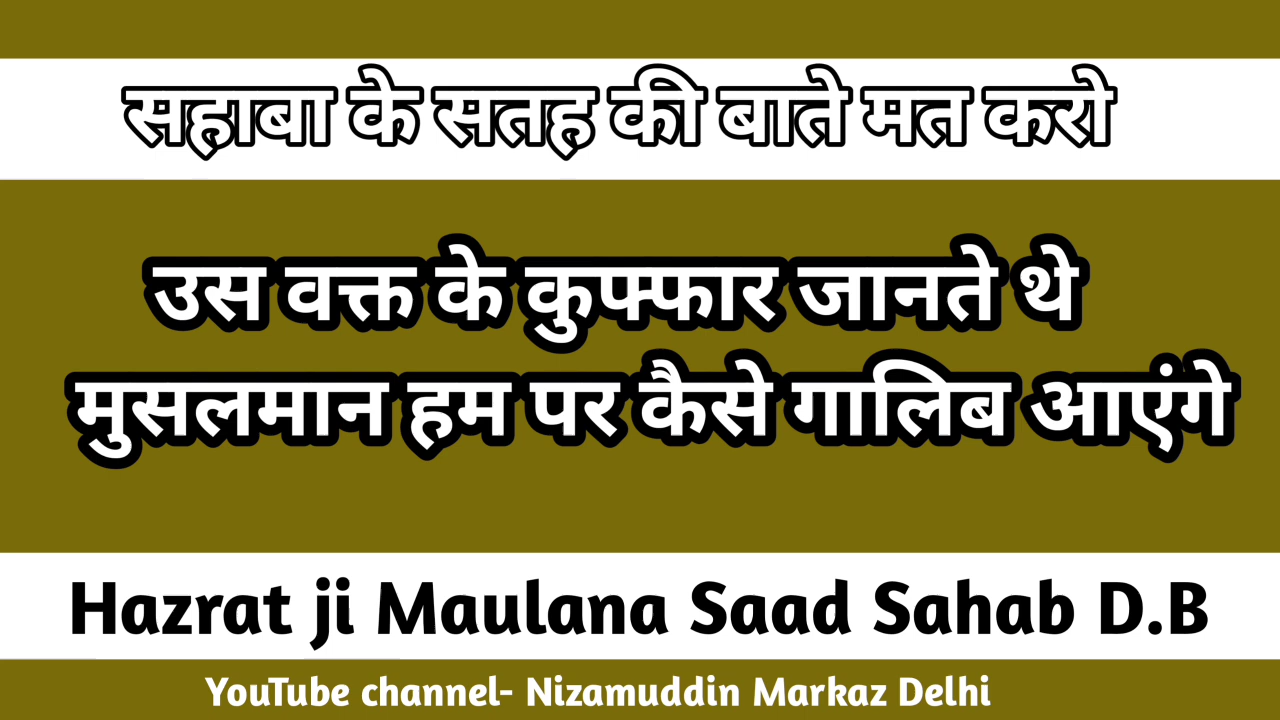 सहाबा के सतह की बाते मत करो
उस वक्त के कुफ्फार जानते थे
मुसलमान हम पर कैसे गालिब आएंगे
Hazrat ji Maulana Saad Sahab D.B
YouTube channel- Nizamuddin Markaz Delhi